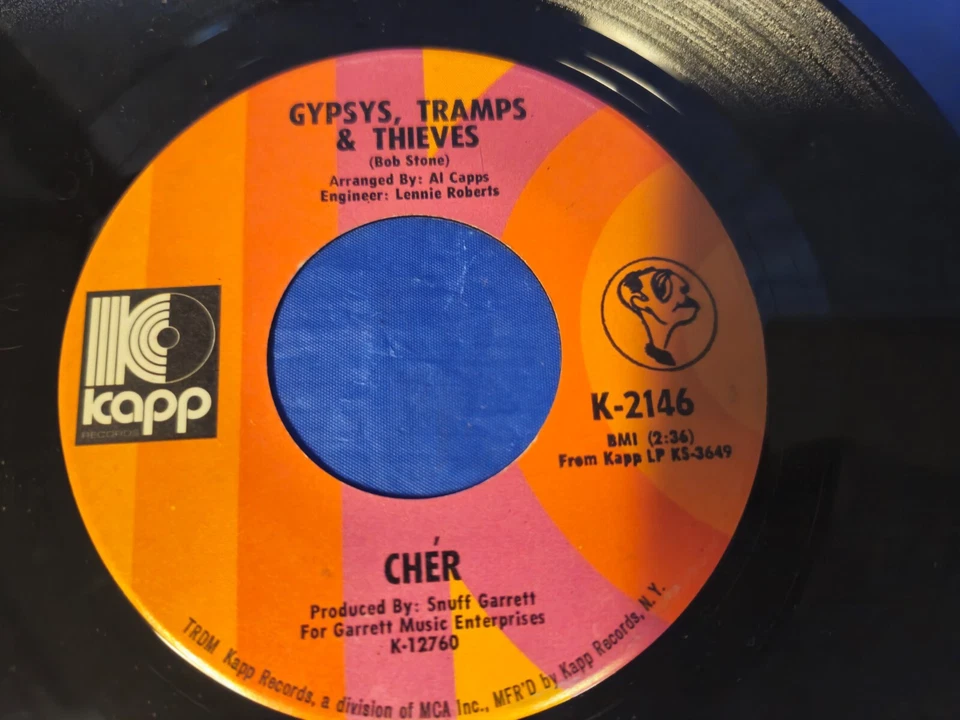 GYPSYS, TRAMPS
& THIEVES
(Bob Stone)
Arranged By: Al Capps
Engineer: Lennie Roberts
K
kapp
RECORDS
K-2146
BMI (2:36)
From Kapp LP KS-3649
CHÉR
Produced By: Snuff Garrett
For Garrett Music Enterprises
K-12760
TRDM Kapp Records, a division of MCA Inc., MFR'D by Kapp Records, N.Y.